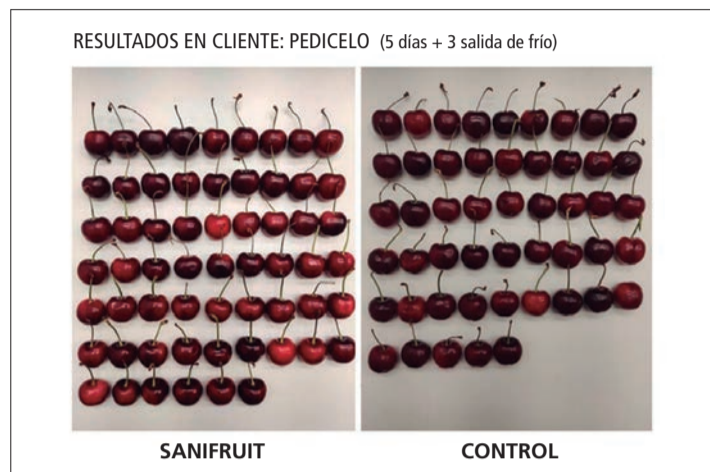 RESULTADOS EN CLIENTE: PEDICELO (5 días + 3 salida de frío)
SANIFRUIT
CONTROL